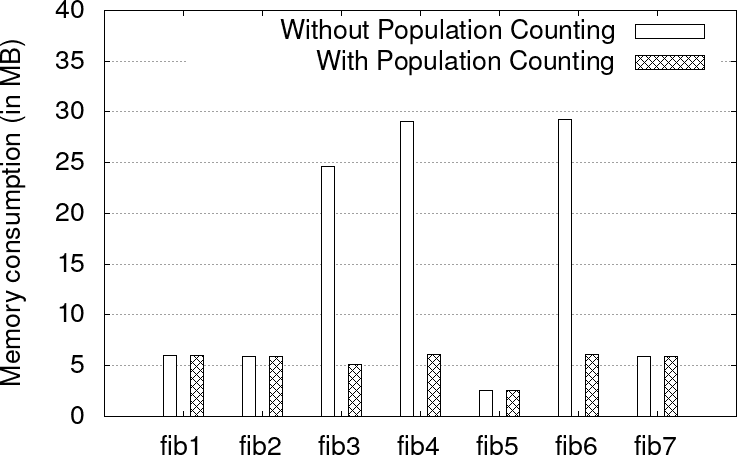 Memory consumption (in MB)
40
35
30
25
20
15
10
5
0
Without Population Counting
With Population Counting
fib1 fib2 fib3 fib4 fib5 fib6 fib7